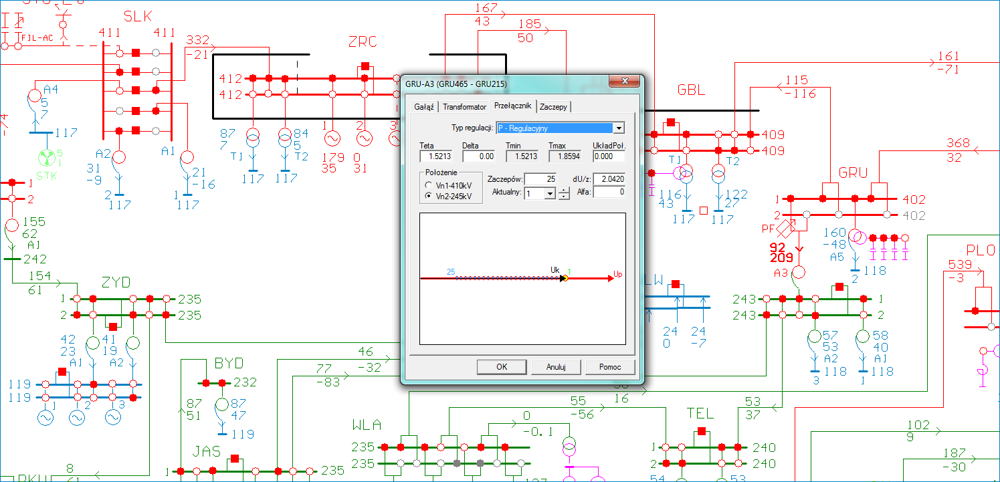 SLK
411 411
FJL-AC
332
-21
ZRC
167
43
185
50
161
-71
115
-116
GBL
368
32
GRU
412
412
A4
5
7
117
5
1
STK
-74
A2
31
-9
2
117
A1
21
-16
1
117
87
7
T1
117
84
5
T2
117
1
179
35
2
0
31
3
GRU-A3 (GRU465 - GRU215)
Gałąź Transformator Przełącznik Zaczepy
Typ regulacji: P - Regulacyjny
Teta Delta Tmin Tmax UkładPoł.
1.5213 0.00 1.5213 1.8594 0.000
Położenie
Vn1-410kV
Vn2-245kV
Zaczepów: 25 dU/z: 2.0420
Aktualny: 1 Alfa: 0
25 Uk 1 Up
OK Anuluj Pomoc
409
409
T1 T2
116
43
117
122
27
117
1 402
2 402
PF
92
209
A3
160
-48
A5
118
2
PLO
539
-3
1
2
155
62
A1
242
154
61
ZYD
1 235
2 235
42
23
A1
41
19
A2
119
119
1 2 3
BYD
232
87
51
87
47
119
46
-32
77
-83
LW
24
0
24
-7
243 1
243 2
57
53
A2
118
3
58
40
A1
118
1
16
55
-56
53
37
TEL
1 240
2 240
54 53
WLA
235
235
0
-0.1
JAS
1 235
8
102
9
187
-30